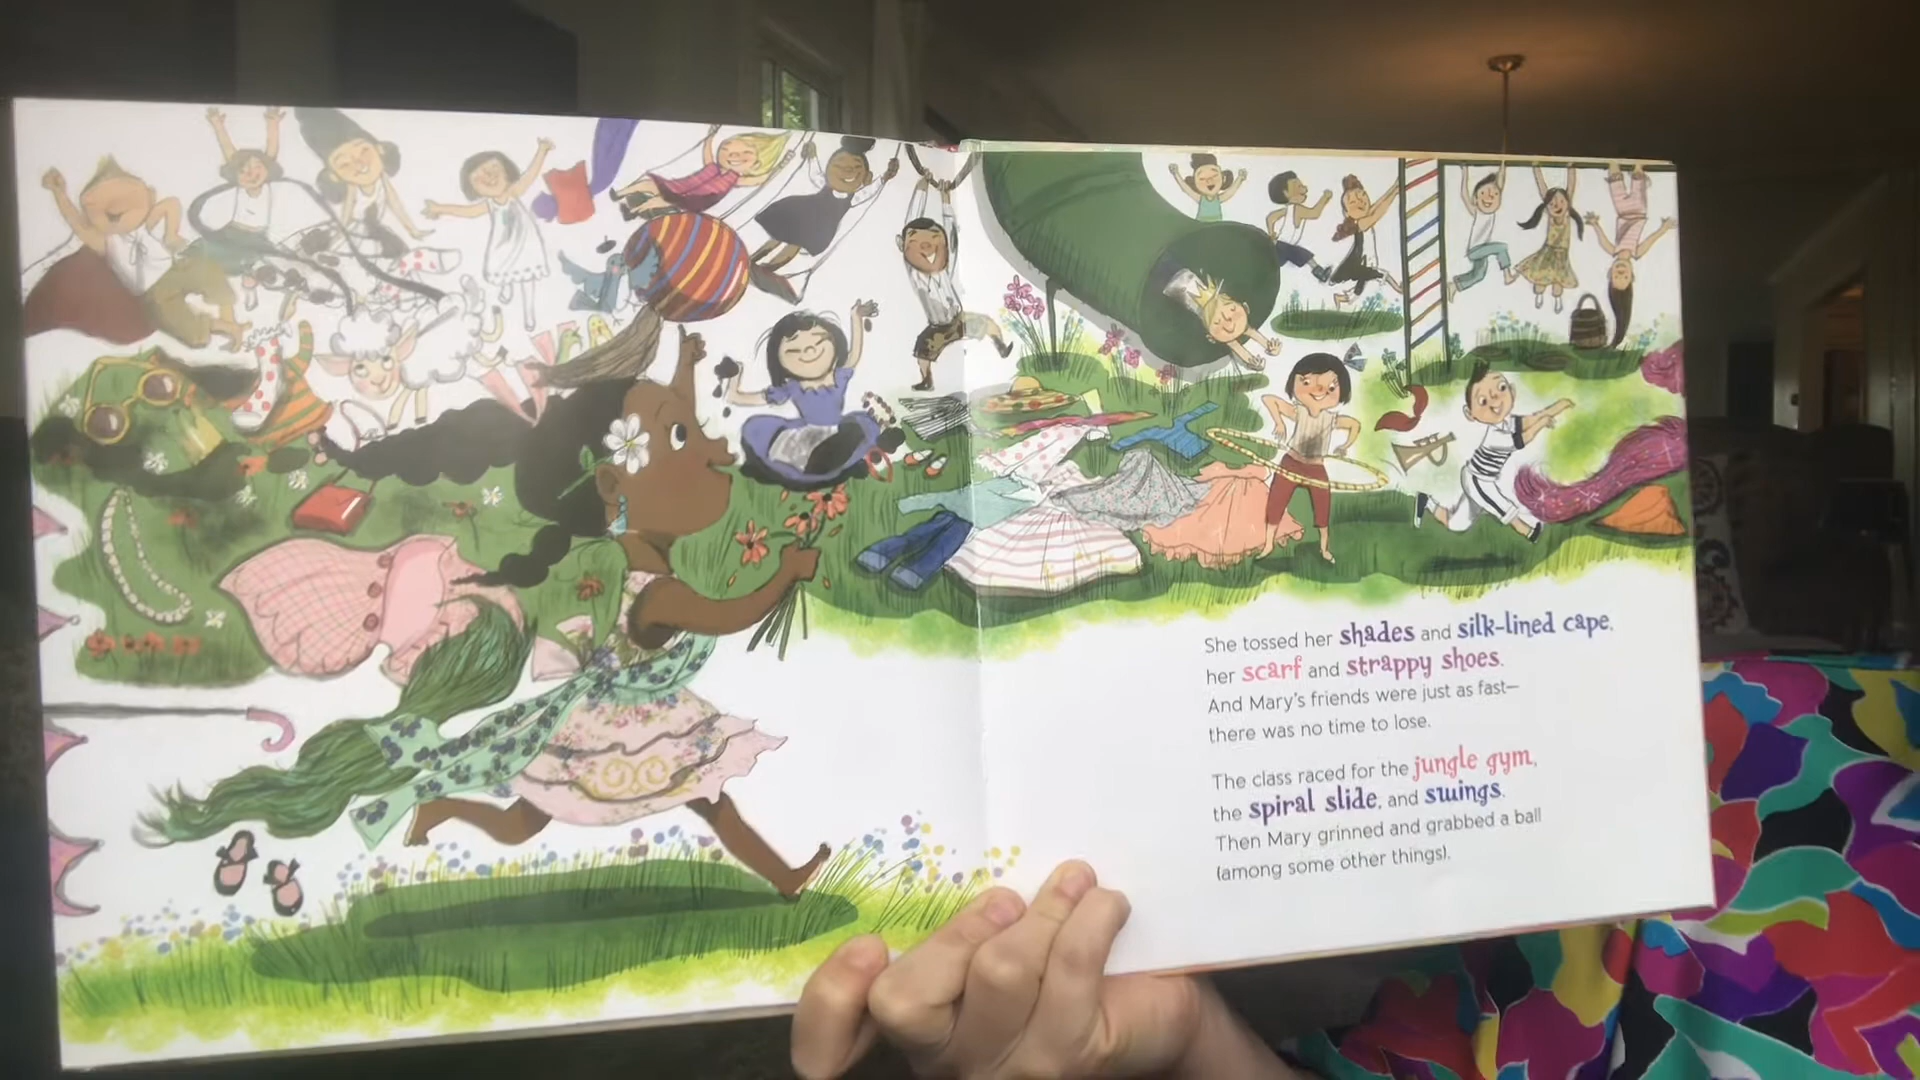 She tossed her shades and silk-lined cape,
her scarf and strappy shoes.
And Mary's friends were just as fast—
there was no time to lose.
The class raced for the jungle gym,
the spiral slide, and swings.
Then Mary grinned and grabbed a ball
(among some other things).